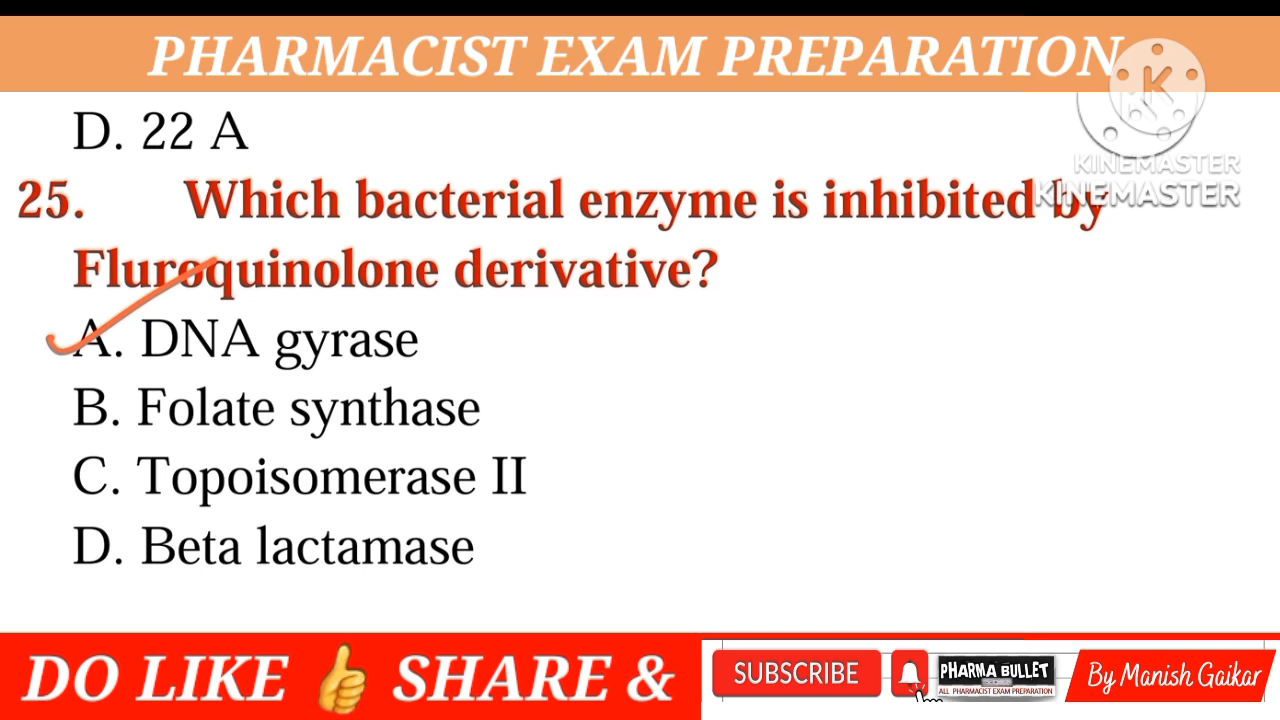 PHARMACIST EXAM PREPARATION
D. 22 A
KINEMASTER
KINEMASTER
25. Which bacterial enzyme is inhibited by
Fluroquinolone derivative?
A. DNA gyrase
B. Folate synthase
C. Topoisomerase II
D. Beta lactamase
DO LIKE 👍 SHARE &
SUBSCRIBE
PHARMA BULLET
ALL PHARMACIST EXAM PREPARATION
By Manish Gaikar